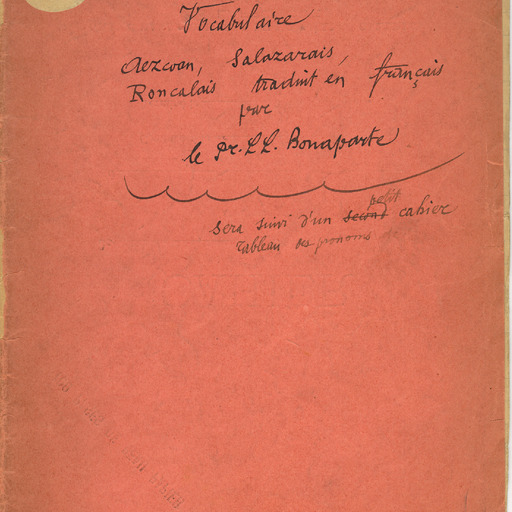 Vocabulaire
Aezcoan, Salazarais,
Roncalais traduit en français
par
le Pr. L. L. Bonaparte
petit
sera suivi d'un second cahier
Tableau des pronoms